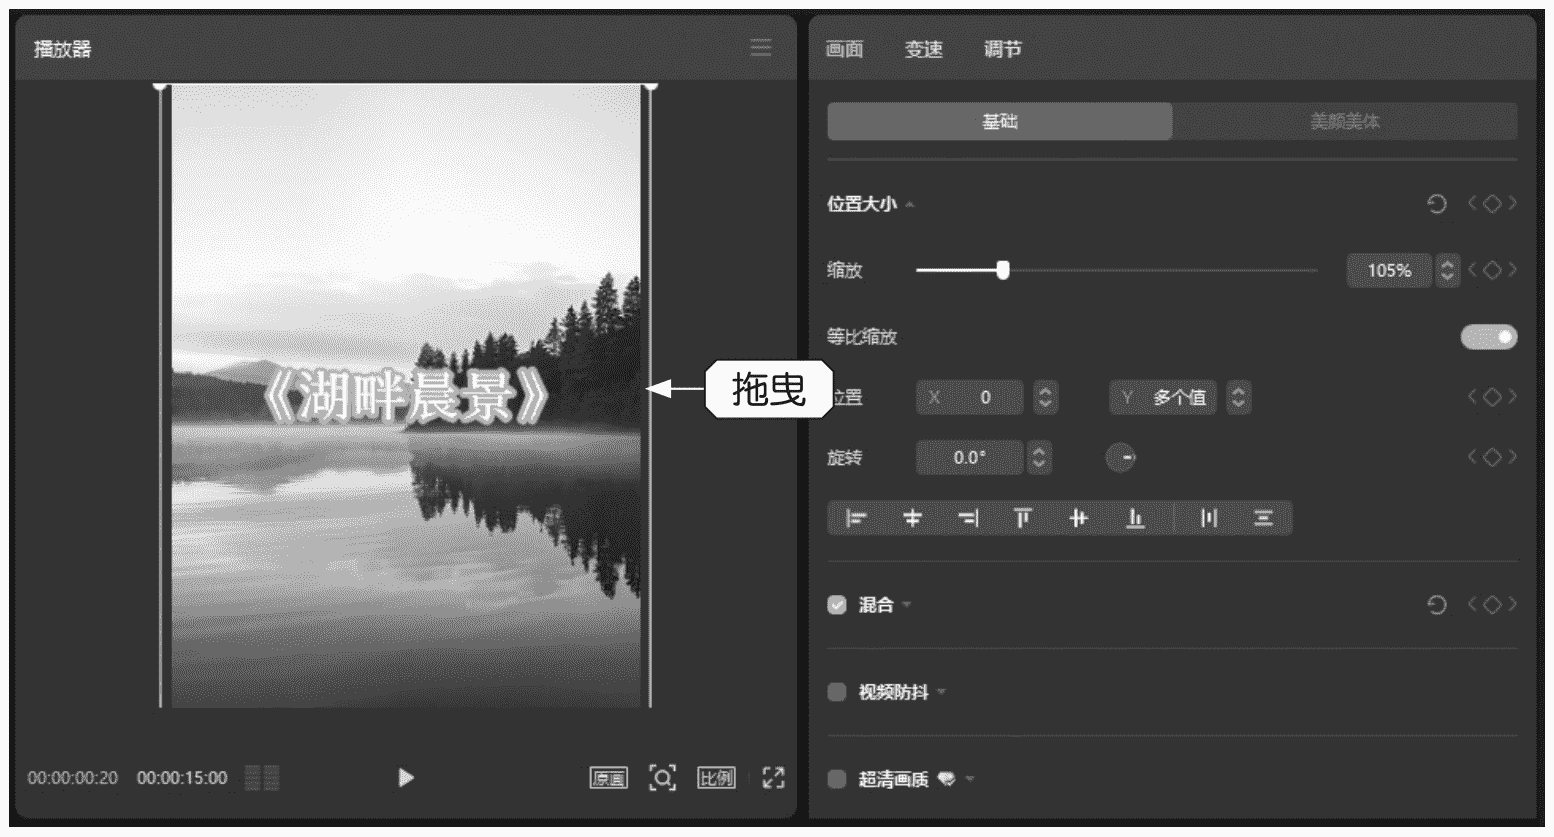 播放器
《湖畔晨景》
拖曳
00:00:00:20 00:00:15:00
原画
比例
画面 变速 调节
基础 美颜美体
位置大小
缩放 105%
等比缩放
位置 X 0 Y 多个值
旋转 0.0°
混合
视频防抖
超清画质